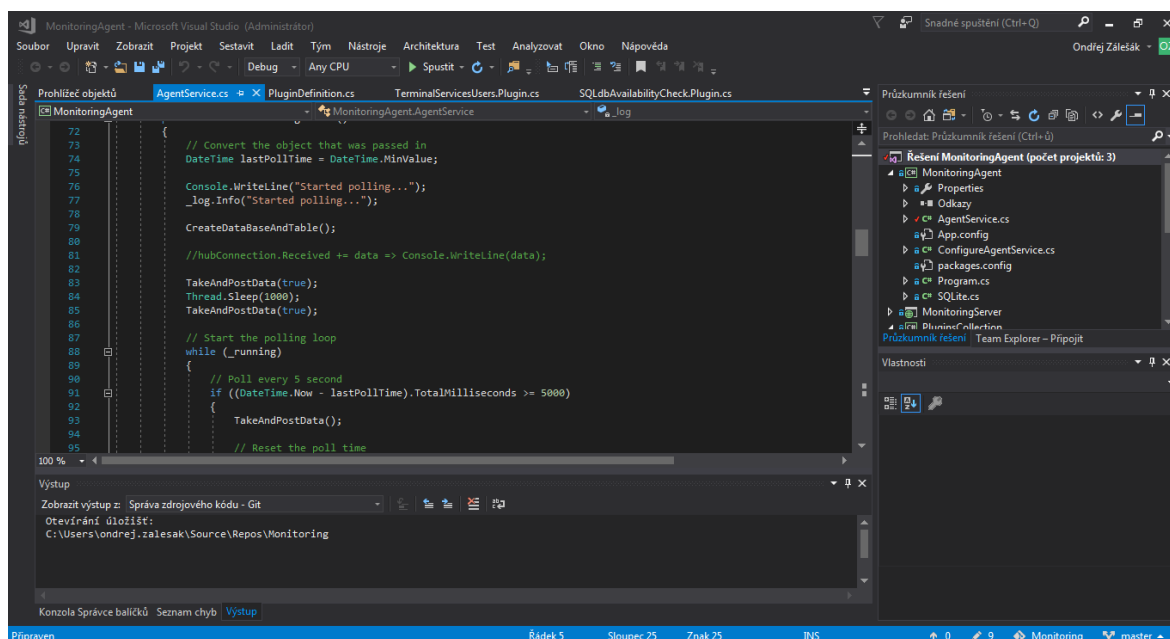 MonitoringAgent - Microsoft Visual Studio (Administrátor)
Snadné spuštění (Ctrl+Q)
Soubor Upravit Zobrazit Projekt Sestavit Ladit Tým Nástroje Architektura Test Analyzovat Okno Nápověda
Ondřej Zálešák
Debug Any CPU Spustit
Sada nástrojů
Prohlížeč objektů AgentService.cs PluginDefinition.cs TerminalServicesUsers.Plugin.cs SQLdbAvailabilityCheck.Plugin.cs
MonitoringAgent MonitoringAgent.AgentService _log
72 {
73 // Convert the object that was passed in
74 DateTime lastPollTime = DateTime.MinValue;
75
76 Console.WriteLine("Started polling...");
77 _log.Info("Started polling...");
78
79 CreateDataBaseAndTable();
80
81 //hubConnection.Received += data => Console.WriteLine(data);
82
83 TakeAndPostData(true);
84 Thread.Sleep(1000);
85 TakeAndPostData(true);
86
87 // Start the polling loop
88 while (_running)
89 {
90 // Poll every 5 second
91 if ((DateTime.Now - lastPollTime).TotalMilliseconds >= 5000)
92 {
93 TakeAndPostData();
94
95 // Reset the poll time
100 %
Výstup
Zobrazit výstup z: Správa zdrojového kódu - Git
Otevírání úložišť:
C:\Users\ondrej.zalesak\Source\Repos\Monitoring
Konzola Správce balíčků Seznam chyb Výstup
Průzkumník řešení
Prohledat: Průzkumník řešení (Ctrl+ů)
Řešení MonitoringAgent (počet projektů: 3)
MonitoringAgent
Properties
Odkazy
AgentService.cs
App.config
ConfigureAgentService.cs
packages.config
Program.cs
SQLite.cs
MonitoringServer
PluginsCollection
Průzkumník řešení Team Explorer – Připojit
Vlastnosti
Připraven Řádek 5 Sloupec 25 Znak 25 INS 0 9 Monitoring master